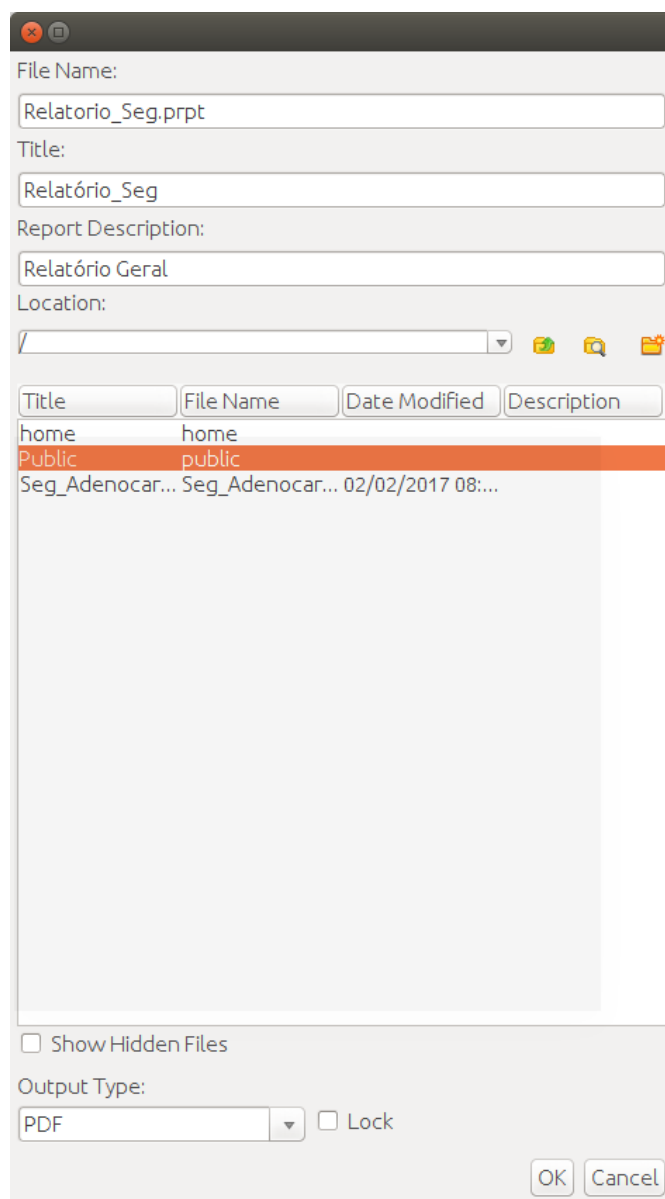 File Name:
Relatorio_Seg.prpt
Title:
Relatório_Seg
Report Description:
Relatório Geral
Location:
/
Title File Name Date Modified Description
home home
Public public
Seg_Adenocar... Seg_Adenocar... 02/02/2017 08:...
Show Hidden Files
Output Type:
PDF Lock
OK Cancel